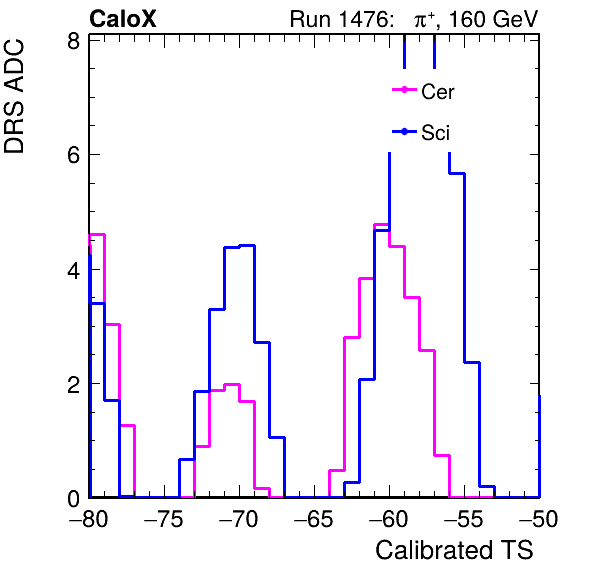 CaloX Run 1476: π⁺, 160 GeV
DRS ADC
8
6
4
2
0
Cer
Sci
−80 −75 −70 −65 −60 −55 −50
Calibrated TS